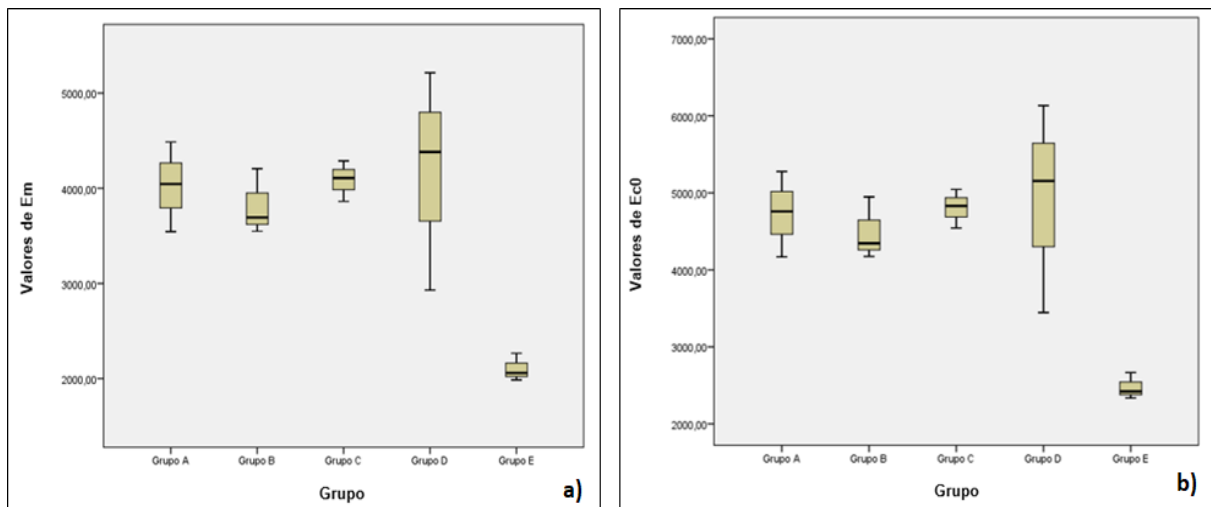 Valores de Em
5000,00
4000,00
3000,00
2000,00
Grupo A Grupo B Grupo C Grupo D Grupo E
Grupo
a)
Valores de Ec0
7000,00
6000,00
5000,00
4000,00
3000,00
2000,00
Grupo A Grupo B Grupo C Grupo D Grupo E
Grupo
b)